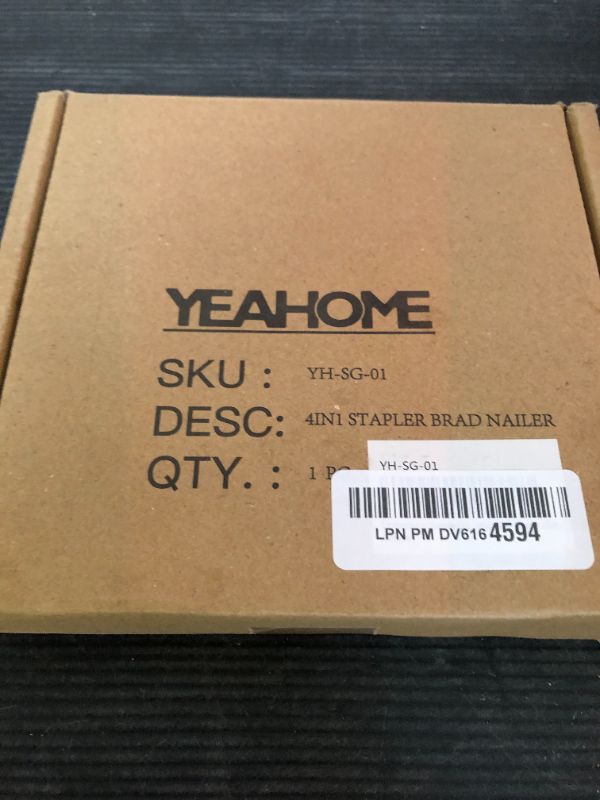 YEAHOME
SKU : YH-SG-01
DESC: 4IN1 STAPLER BRAD NAILER
QTY. : 1
YH-SG-01
LPN PM DV616 4594